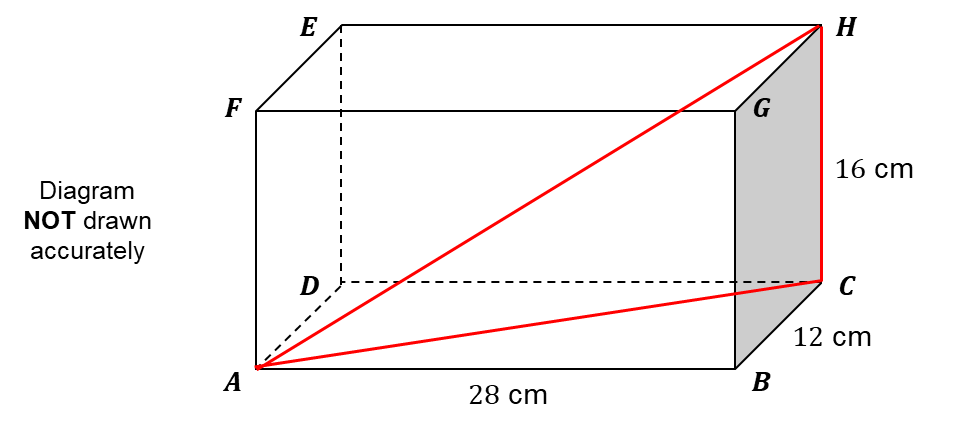 E
H
F
G
16 cm
Diagram
NOT drawn
accurately
D
C
12 cm
A
B
28 cm